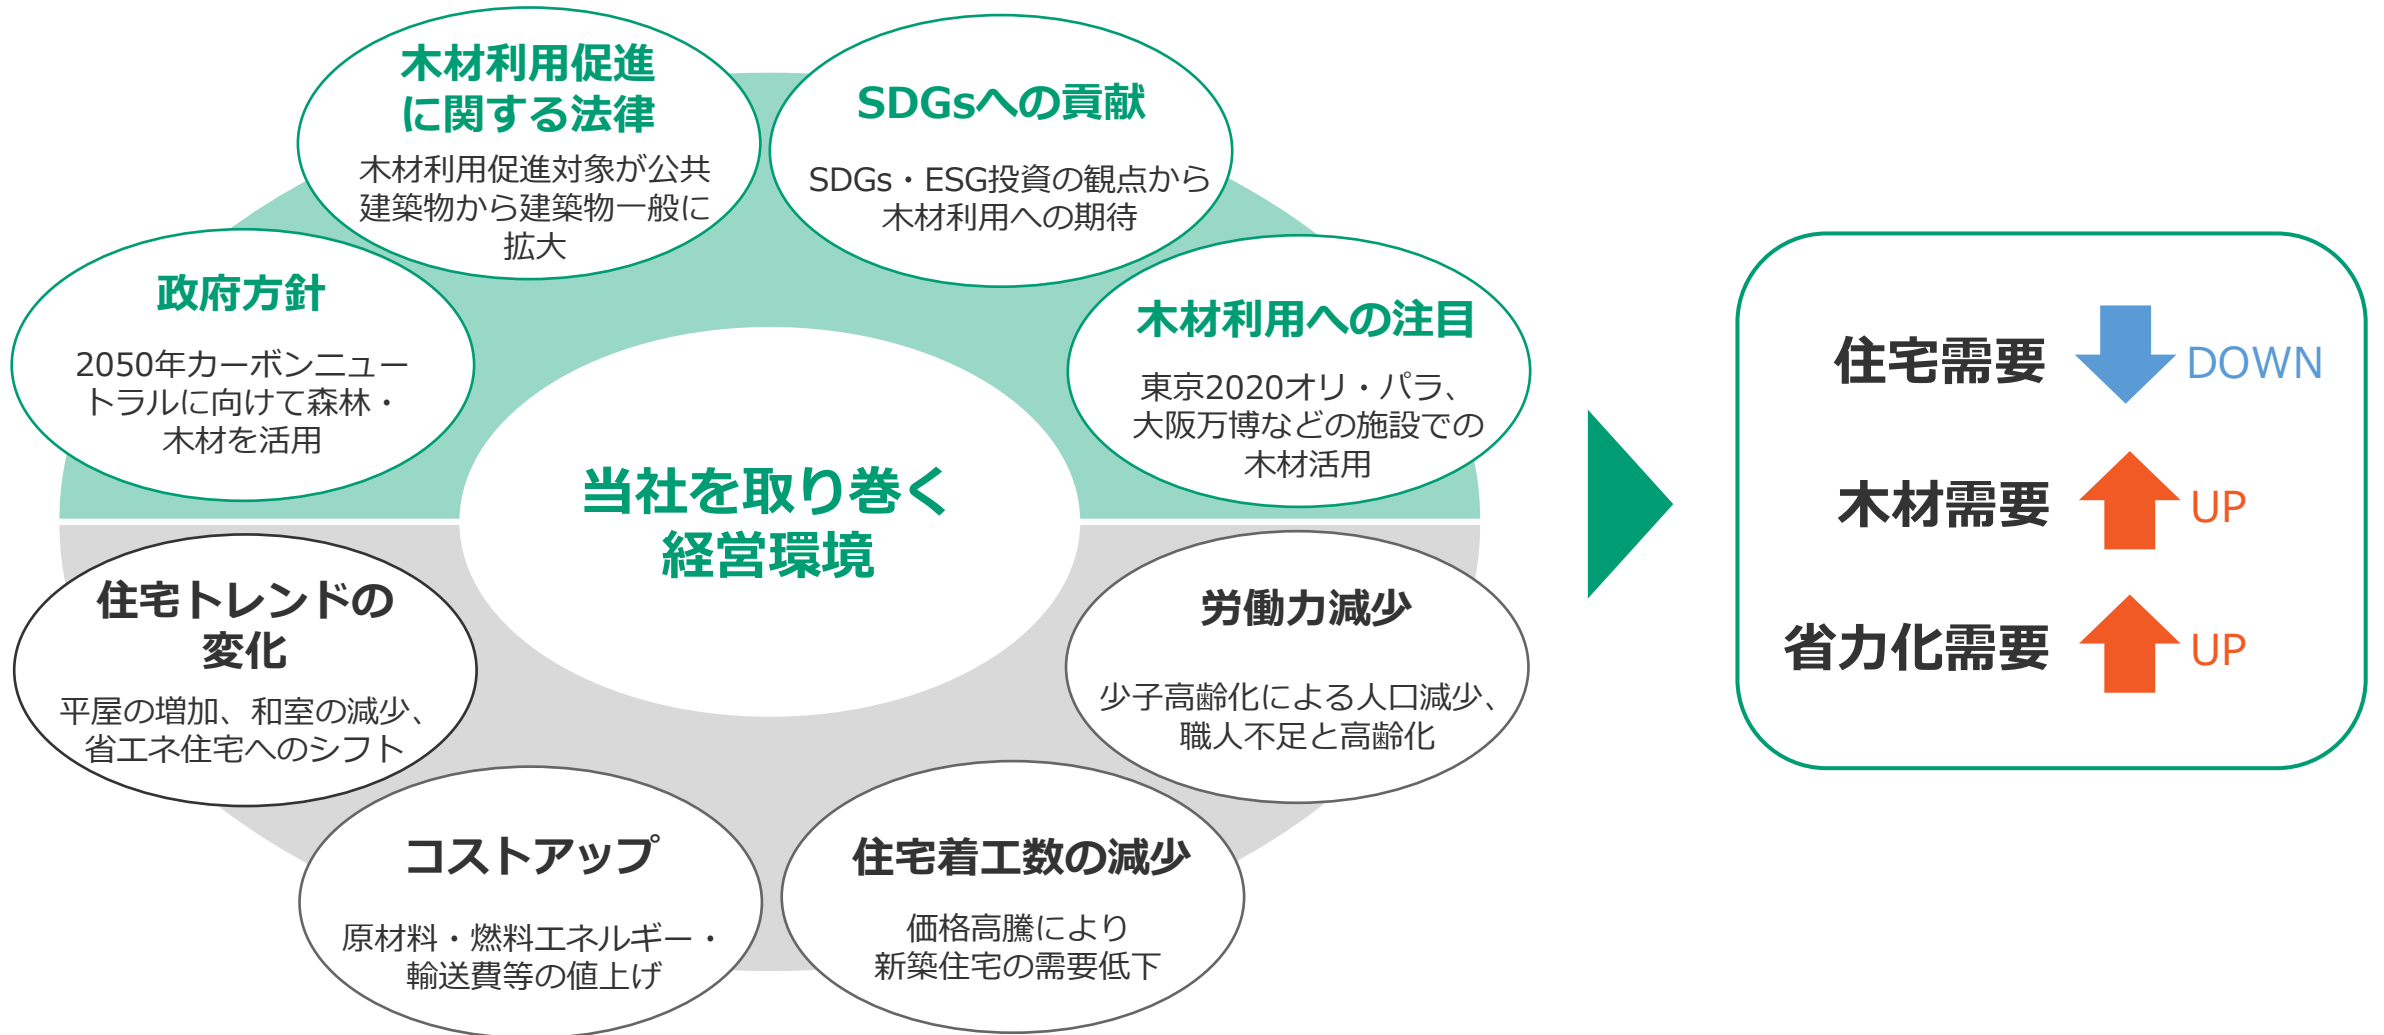 木材利用促進
に関する法律
木材利用促進対象が公共
建築物から建築物一般に
拡大
SDGsへの貢献
SDGs・ESG投資の観点から
木材利用への期待
政府方針
2050年カーボンニュー
トラルに向けて森林・
木材を活用
木材利用への注目
東京2020オリ・パラ、
大阪万博などの施設での
木材活用
当社を取り巻く
経営環境
住宅トレンドの
変化
平屋の増加、和室の減少、
省エネ住宅へのシフト
労働力減少
少子高齢化による人口減少、
職人不足と高齢化
コストアップ
原材料・燃料エネルギー・
輸送費等の値上げ
住宅着工数の減少
価格高騰により
新築住宅の需要低下
住宅需要 DOWN
木材需要 UP
省力化需要 UP